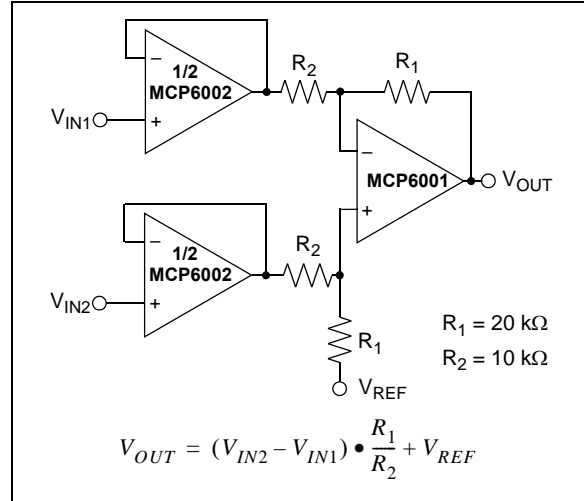 −
1/2
MCP6002
V_IN1
+
R_2
R_1
−
MCP6001
+
V_OUT
−
1/2
MCP6002
V_IN2
+
R_2
R_1
V_REF
R_1 = 20 kΩ
R_2 = 10 kΩ
V_OUT = (V_IN2 − V_IN1) • R_1/R_2 + V_REF